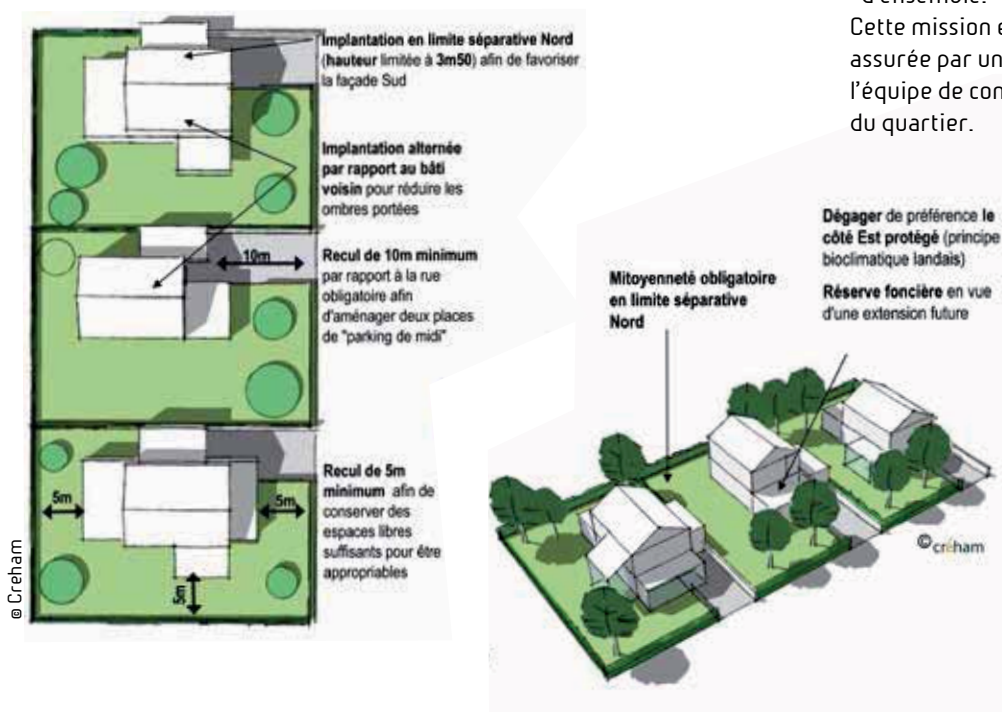 d'ensemble.
Cette mission e
assurée par un
l'équipe de con
du quartier.
Implantation en limite séparative Nord
(hauteur limitée à 3m50) afin de favoriser
la façade Sud
Implantation alternée
par rapport au bâti
voisin pour réduire les
ombres portées
10m
Recul de 10m minimum
par rapport à la rue
obligatoire afin
d'aménager deux places
de "parking de midi"
Recul de 5m
minimum afin de
conserver des
espaces libres
suffisants pour être
appropriables
5m
5m
5m
© Creham
Mitoyenneté obligatoire
en limite séparative
Nord
Dégager de préférence le
côté Est protégé (principe
bioclimatique landais)
Réserve foncière en vue
d'une extension future
© créham